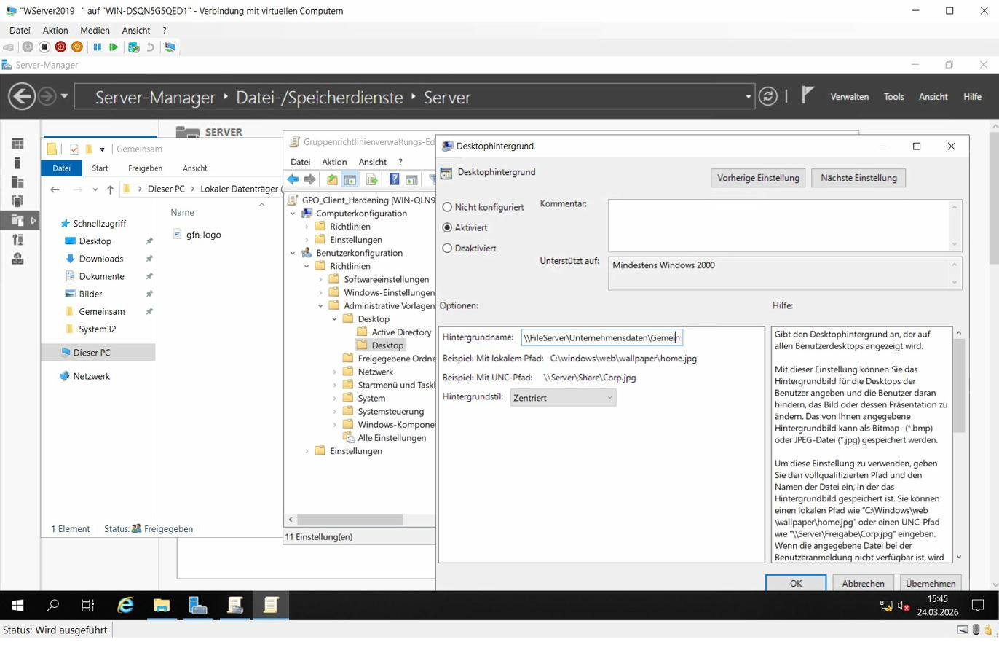 "WServer2019__" auf "WIN-DSQN5G5QED1" - Verbindung mit virtuellen Computern
Datei Aktion Medien Ansicht ?
Server-Manager
Server-Manager Datei-/Speicherdienste Server
Verwalten Tools Ansicht Hilfe
SERVER
Gemeinsam
Datei Start Freigeben Ansicht
Dieser PC Lokaler Datenträger (
Name
gfn-logo
Schnellzugriff
Desktop
Downloads
Dokumente
Bilder
Gemeinsam
System32
Dieser PC
Netzwerk
1 Element Status: Freigegeben
Gruppenrichtlinienverwaltungs-Ed
Datei Aktion Ansicht ?
GPO_Client_Hardening [WIN-QLN9
Computerkonfiguration
Richtlinien
Einstellungen
Benutzerkonfiguration
Richtlinien
Softwareeinstellungen
Windows-Einstellungen
Administrative Vorlagen
Desktop
Active Directory
Desktop
Freigegebene Ordne
Netzwerk
Startmenü und Taskl
System
Systemsteuerung
Windows-Kompone
Alle Einstellungen
Einstellungen
11 Einstellung(en)
Desktophintergrund
Desktophintergrund
Vorherige Einstellung Nächste Einstellung
Nicht konfiguriert
Aktiviert
Deaktiviert
Kommentar:
Unterstützt auf: Mindestens Windows 2000
Optionen: Hilfe:
Hintergrundname: \\FileServer\Unternehmensdaten\Gemein
Beispiel: Mit lokalem Pfad: C:\windows\web\wallpaper\home.jpg
Beispiel: Mit UNC-Pfad: \\Server\Share\Corp.jpg
Hintergrundstil: Zentriert
Gibt den Desktophintergrund an, der auf
allen Benutzerdesktops angezeigt wird.
Mit dieser Einstellung können Sie das
Hintergrundbild für die Desktops der
Benutzer angeben und die Benutzer daran
hindern, das Bild oder dessen Präsentation zu
ändern. Das von Ihnen angegebene
Hintergrundbild kann als Bitmap- (*.bmp)
oder JPEG-Datei (*.jpg) gespeichert werden.
Um diese Einstellung zu verwenden, geben
Sie den vollqualifizierten Pfad und den
Namen der Datei ein, in der das
Hintergrundbild gespeichert ist. Sie können
einen lokalen Pfad wie "C:\Windows\web
\wallpaper\home.jpg" oder einen UNC-Pfad
wie "\\Server\Freigabe\Corp.jpg" eingeben.
Wenn die angegebene Datei bei der
Benutzeranmeldung nicht verfügbar ist, wird
OK Abbrechen Übernehmen
15:45
24.03.2026
Status: Wird ausgeführt